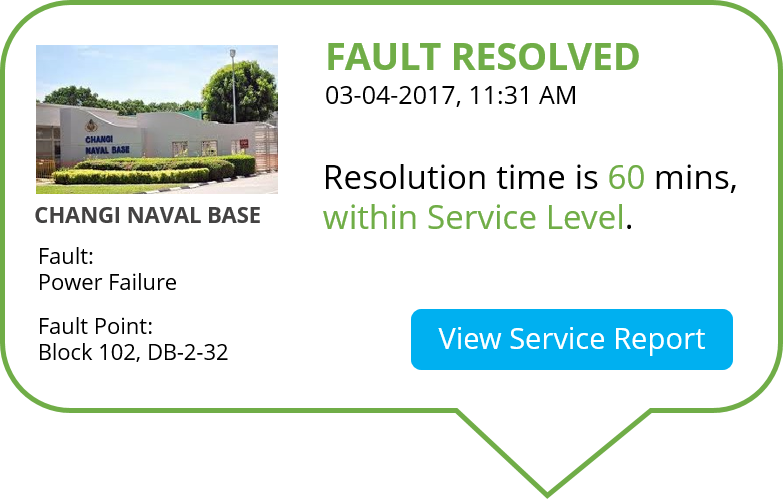 CHANGI
NAVAL BASE
CHANGI NAVAL BASE
Fault:
Power Failure
Fault Point:
Block 102, DB-2-32
FAULT RESOLVED
03-04-2017, 11:31 AM
Resolution time is 60 mins,
within Service Level.
View Service Report